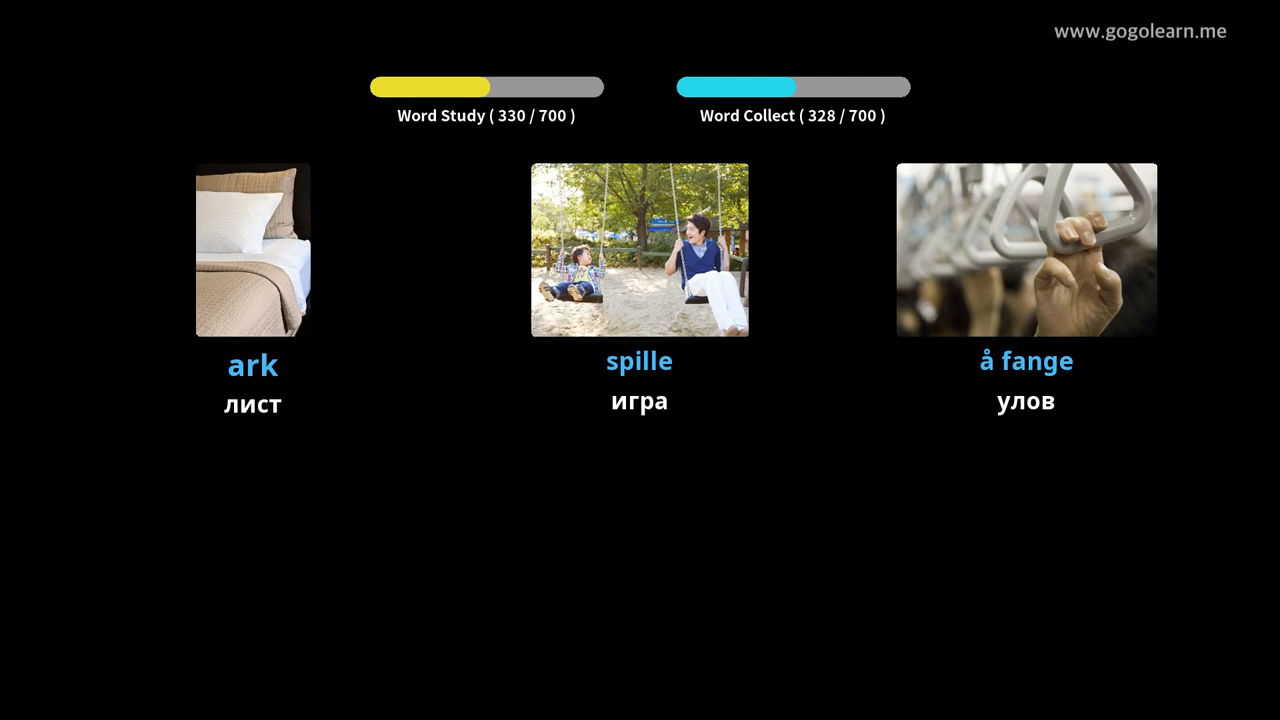 www.gogolearn.me
Word Study ( 330 / 700 )
Word Collect ( 328 / 700 )
ark
лист
spille
игра
å fange
улов